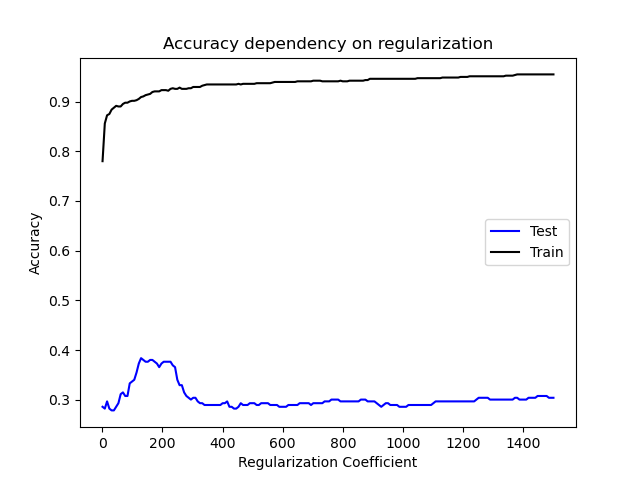 Accuracy dependency on regularization
Accuracy
0.9
0.8
0.7
0.6
0.5
0.4
0.3
Test
Train
0 200 400 600 800 1000 1200 1400
Regularization Coefficient